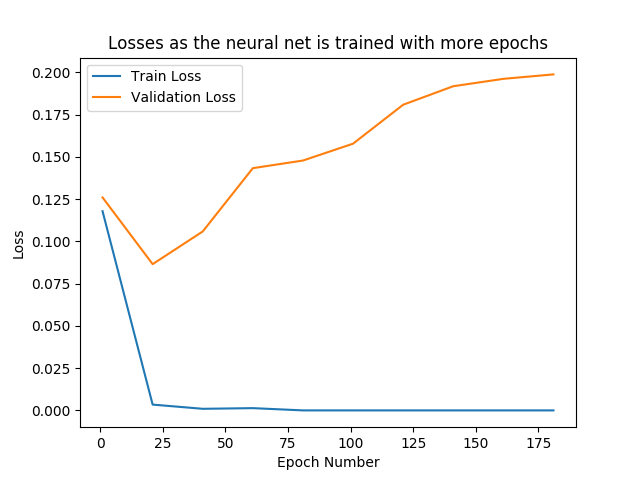 Losses as the neural net is trained with more epochs
Train Loss
Validation Loss
0.200
0.175
0.150
0.125
0.100
0.075
0.050
0.025
0.000
Loss
0 25 50 75 100 125 150 175
Epoch Number